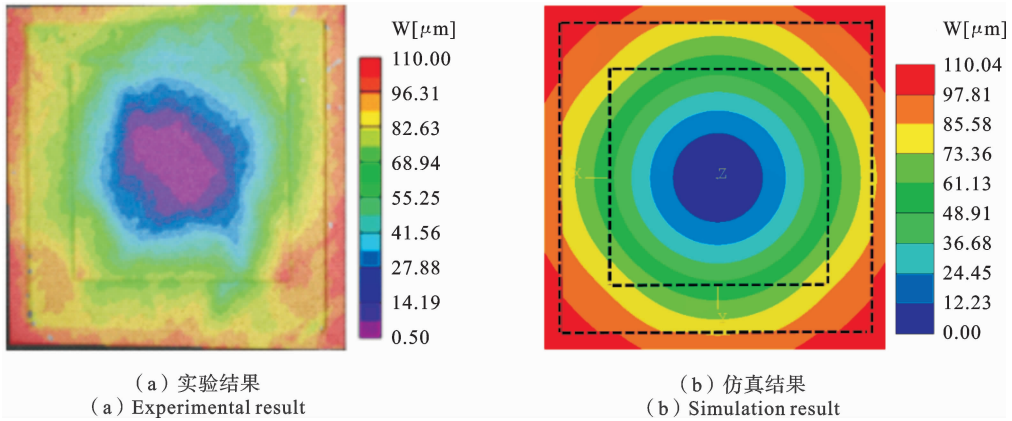 W[μm]
110.00
96.31
82.63
68.94
55.25
41.56
27.88
14.19
0.50
(a)实验结果
(a) Experimental result
Z
X
Y
W[μm]
110.04
97.81
85.58
73.36
61.13
48.91
36.68
24.45
12.23
0.00
(b)仿真结果
(b) Simulation result